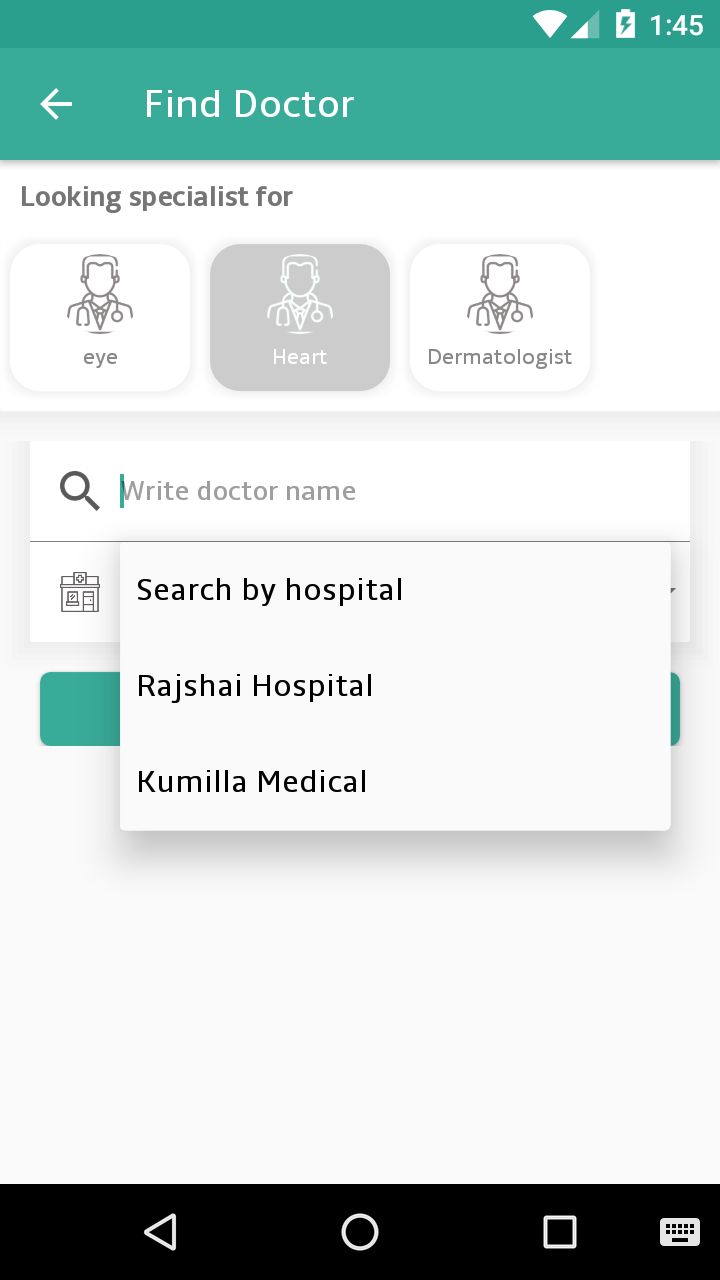 1:45
Find Doctor
Looking specialist for
eye
Heart
Dermatologist
Write doctor name
Search by hospital
Rajshai Hospital
Kumilla Medical